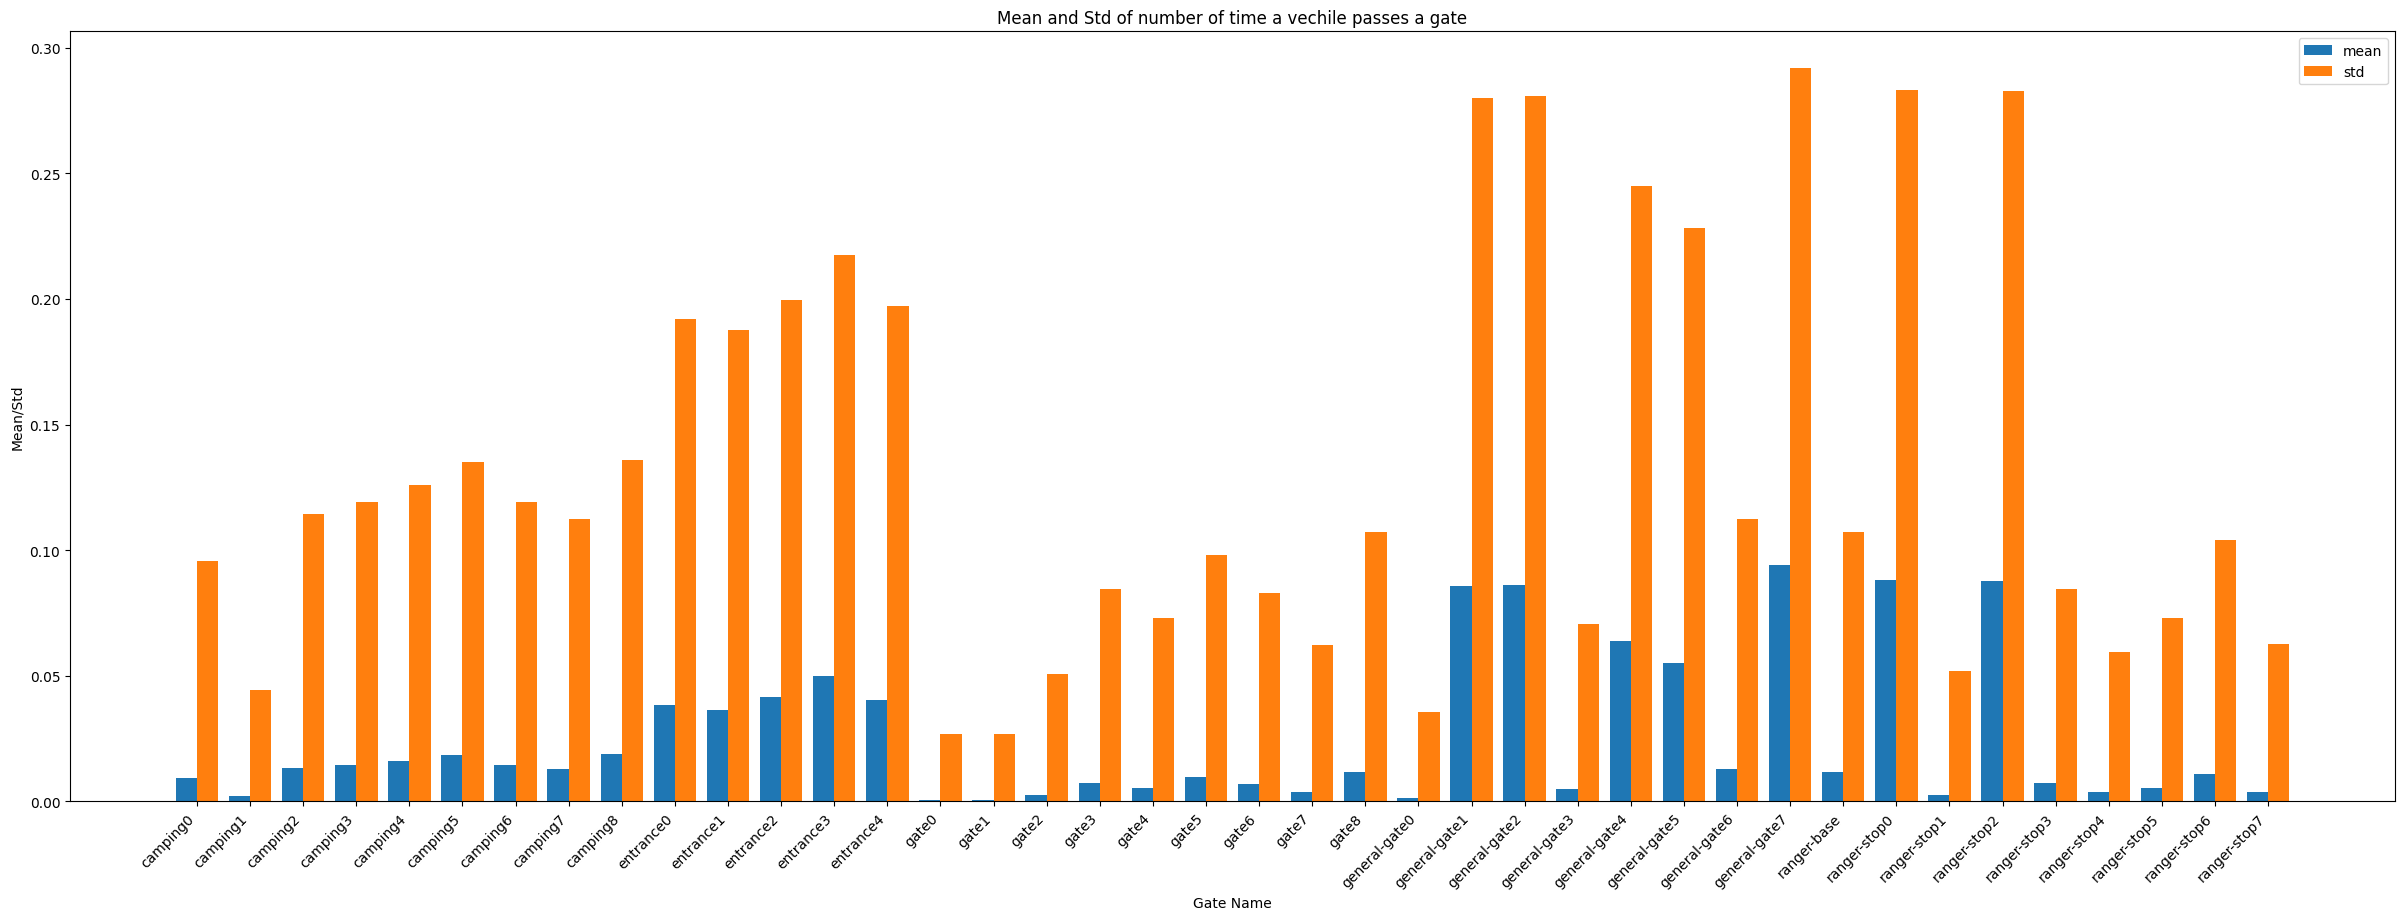 Mean and Std of number of time a vechile passes a gate
mean
std
Mean/Std
0.30
0.25
0.20
0.15
0.10
0.05
0.00
camping0
camping1
camping2
camping3
camping4
camping5
camping6
camping7
camping8
entrance0
entrance1
entrance2
entrance3
entrance4
gate0
gate1
gate2
gate3
gate4
gate5
gate6
gate7
gate8
general-gate0
general-gate1
general-gate2
general-gate3
general-gate4
general-gate5
general-gate6
general-gate7
ranger-base
ranger-stop0
ranger-stop1
ranger-stop2
ranger-stop3
ranger-stop4
ranger-stop5
ranger-stop6
ranger-stop7
Gate Name